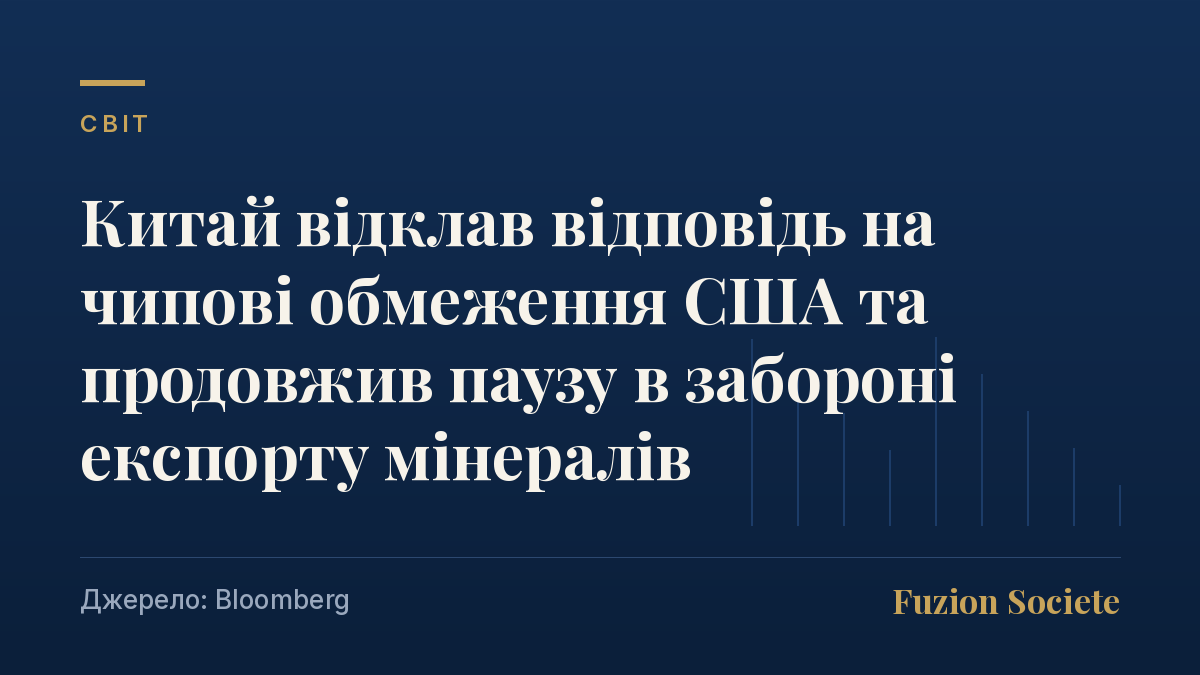 СВІТ
Китай відклав відповідь на
чипові обмеження США та
продовжив паузу в забороні
експорту мінералів
Джерело: Bloomberg
Fuzion Societe